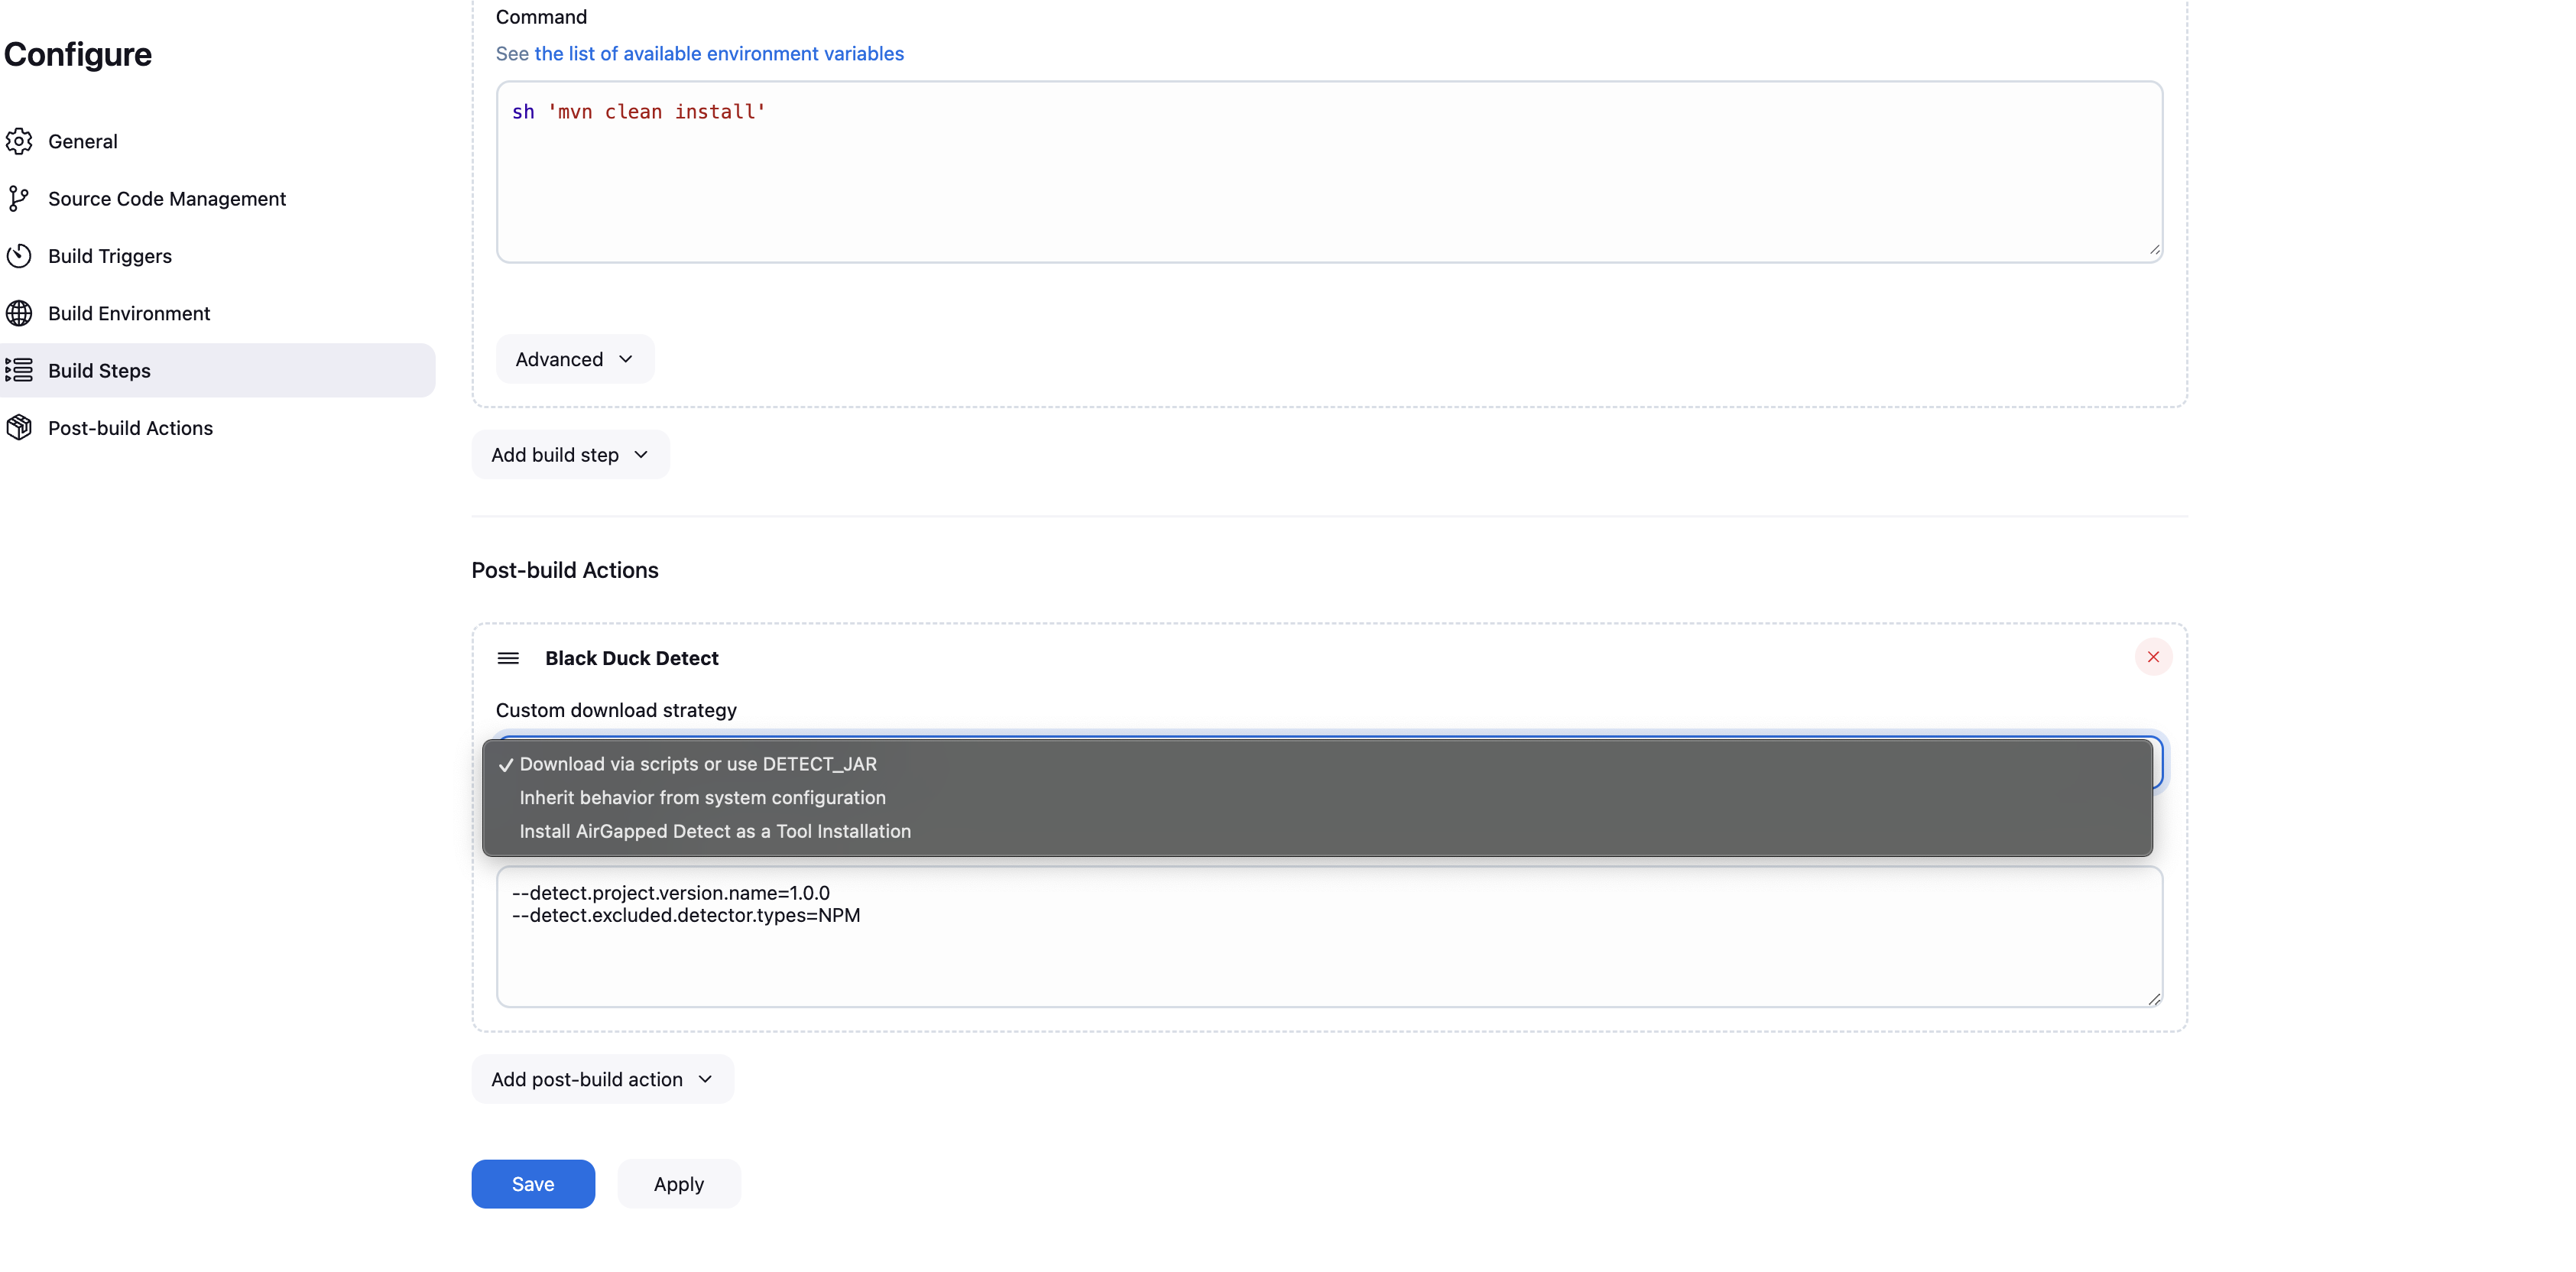 Configure
General
Source Code Management
Build Triggers
Build Environment
Build Steps
Post-build Actions
Command
See the list of available environment variables
sh 'mvn clean install'
Advanced
Add build step
Post-build Actions
Black Duck Detect
Custom download strategy
Download via scripts or use DETECT_JAR
Inherit behavior from system configuration
Install AirGapped Detect as a Tool Installation
--detect.project.version.name=1.0.0
--detect.excluded.detector.types=NPM
Add post-build action
Save
Apply